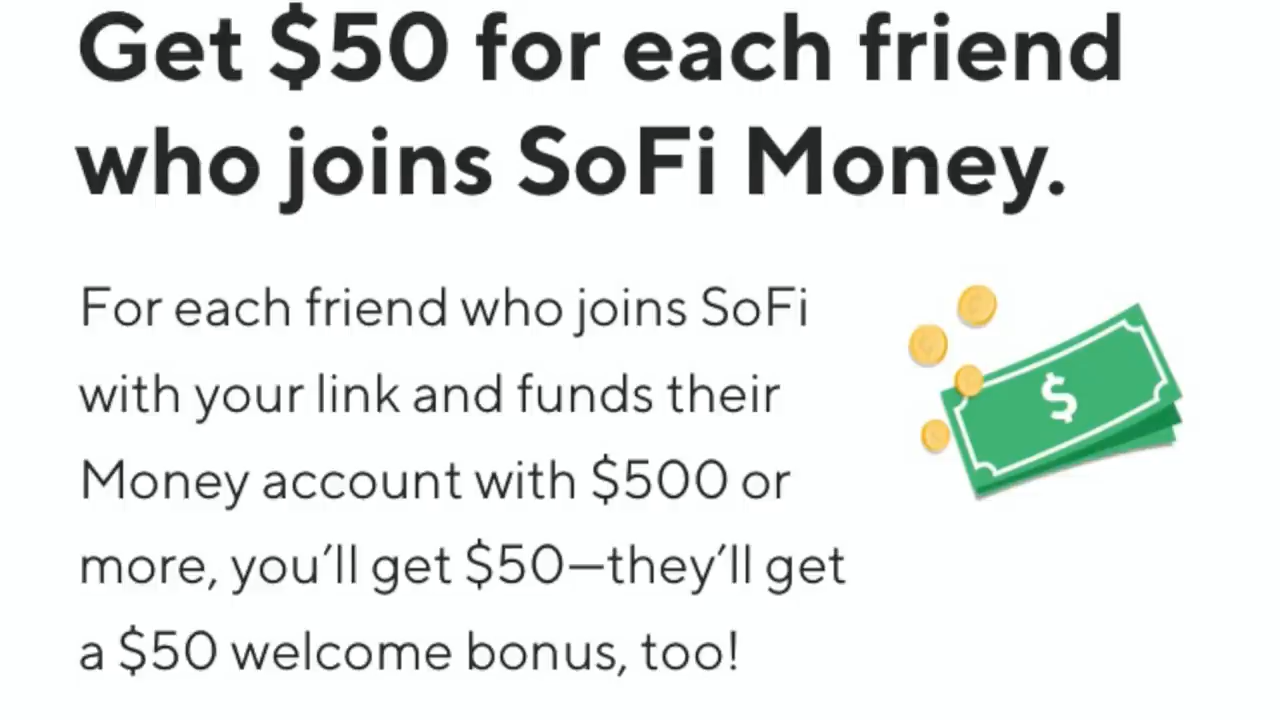 Get $50 for each friend
who joins SoFi Money.
For each friend who joins SoFi
with your link and funds their
Money account with $500 or
more, you’ll get $50—they’ll get
a $50 welcome bonus, too!
$